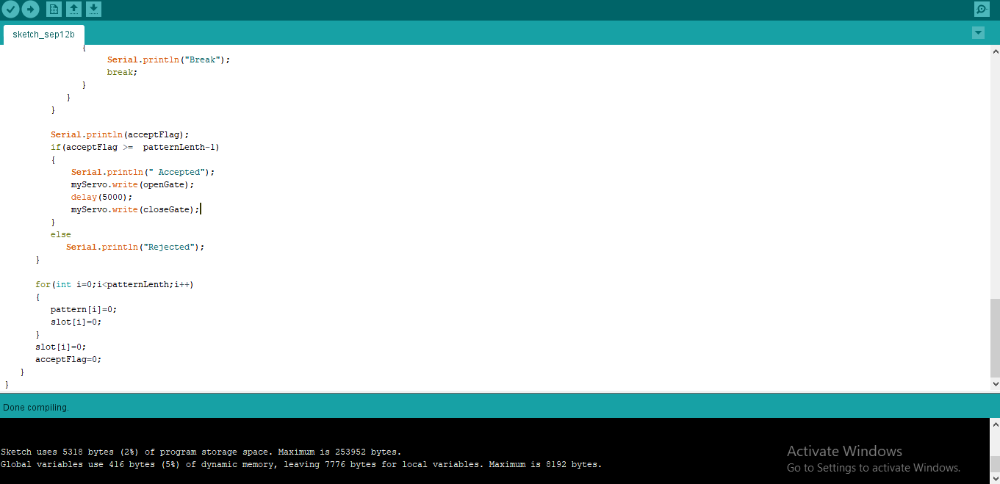 sketch_sep12b
{
Serial.println("Break");
break;
}
}
}
Serial.println(acceptFlag);
if(acceptFlag >=  patternLenth-1)
{
Serial.println(" Accepted");
myServo.write(openGate);
delay(5000);
myServo.write(closeGate);
}
else
Serial.println("Rejected");
}
for(int i=0;i<patternLenth;i++)
{
pattern[i]=0;
slot[i]=0;
}
slot[i]=0;
acceptFlag=0;
}
}
Done compiling.
Sketch uses 5318 bytes (2%) of program storage space. Maximum is 253952 bytes.
Global variables use 416 bytes (5%) of dynamic memory, leaving 7776 bytes for local variables. Maximum is 8192 bytes.
Activate Windows
Go to Settings to activate Windows.